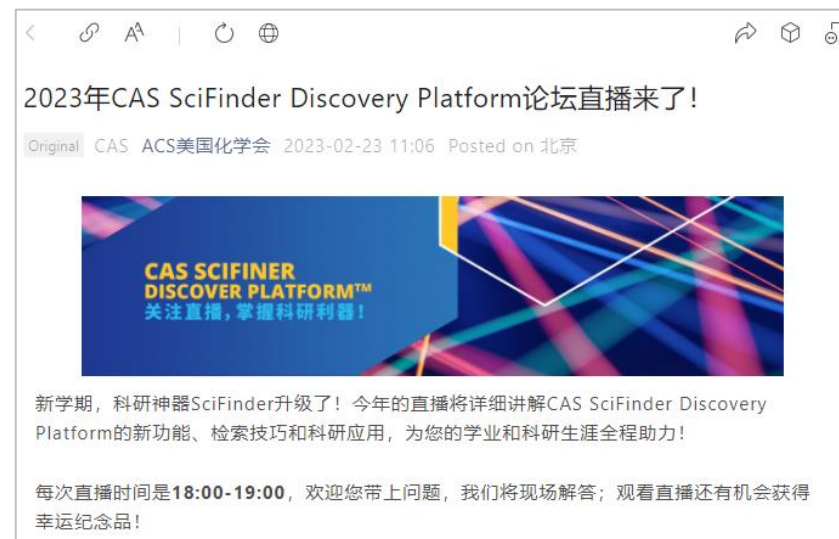 2023年CAS SciFinder Discovery Platform论坛直播来了！
Original CAS ACS美国化学会 2023-02-23 11:06 Posted on 北京
CAS SCIFINER
DISCOVER PLATFORM™
关注直播，掌握科研利器！
新学期，科研神器SciFinder升级了！今年的直播将详细讲解CAS SciFinder Discovery
Platform的新功能、检索技巧和科研应用，为您的学业和科研生涯全程助力！
每次直播时间是18:00-19:00，欢迎您带上问题，我们将现场解答；观看直播还有机会获得
幸运纪念品！